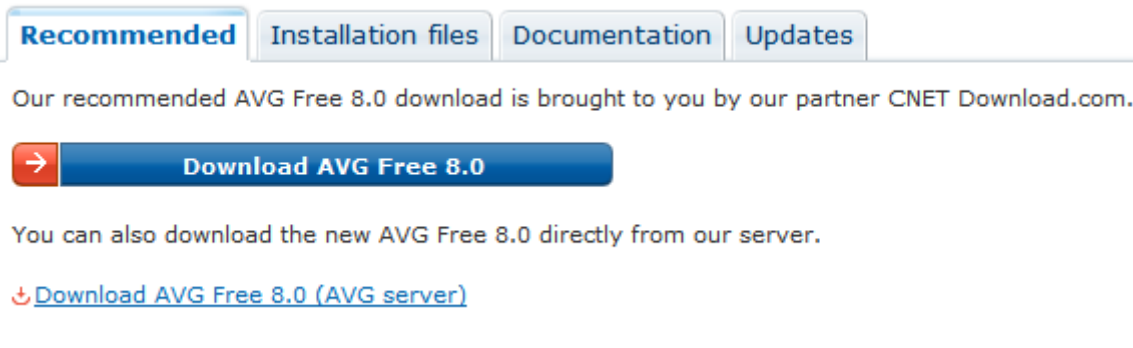 Recommended Installation files Documentation Updates
Our recommended AVG Free 8.0 download is brought to you by our partner CNET Download.com.
Download AVG Free 8.0
You can also download the new AVG Free 8.0 directly from our server.
Download AVG Free 8.0 (AVG server)